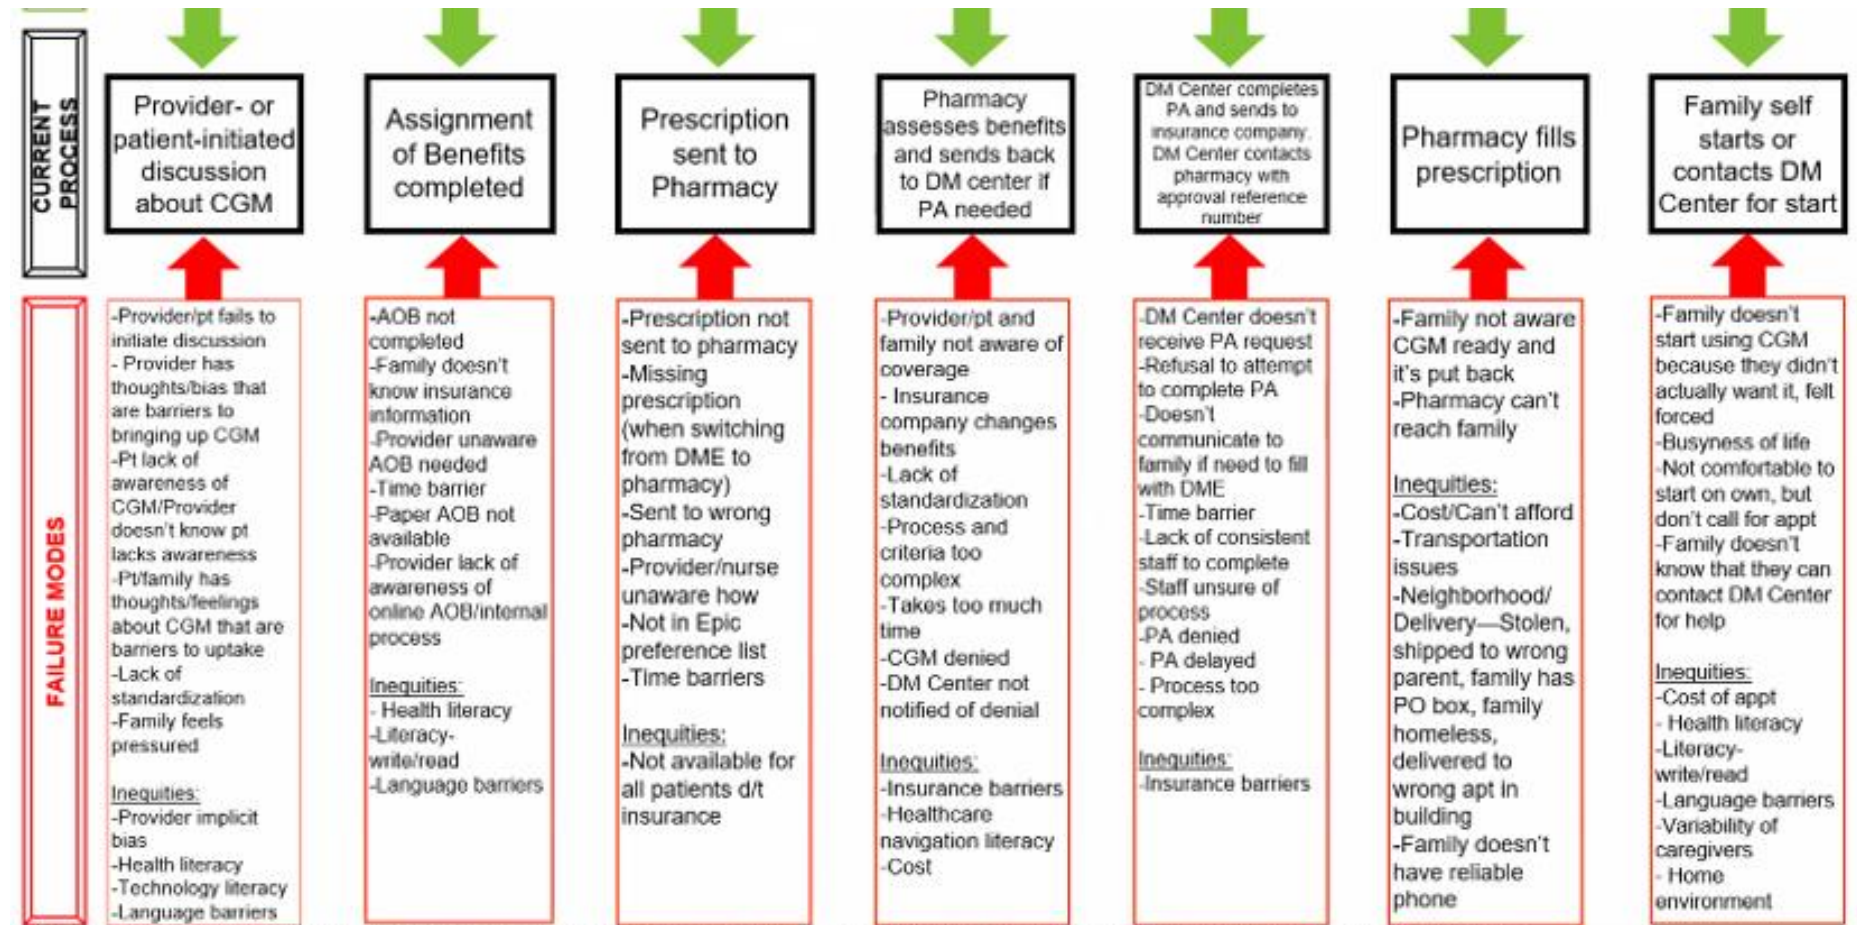 CURRENT
PROCESS
Provider- or
patient-initiated
discussion
about CGM
Assignment
of Benefits
completed
Prescription
sent to
Pharmacy
Pharmacy
assesses benefits
and sends back
to DM center if
PA needed
DM Center completes
PA and sends to
insurance company.
DM Center contacts
pharmacy with
approval reference
number
Pharmacy fills
prescription
Family self
starts or
contacts DM
Center for start
FAILURE MODES
-Provider/pt fails to
initiate discussion
- Provider has
thoughts/bias that
are barriers to
bringing up CGM
-Pt lack of
awareness of
CGM/Provider
doesn't know pt
lacks awareness
-Pt/family has
thoughts/feelings
about CGM that are
barriers to uptake
-Lack of
standardization
-Family feels
pressured
Inequities:
-Provider implicit
bias
-Health literacy
-Technology literacy
-Language barriers
-AOB not
completed
-Family doesn't
know insurance
information
-Provider unaware
AOB needed
-Time barrier
-Paper AOB not
available
-Provider lack of
awareness of
online AOB/internal
process
Inequities:
- Health literacy
-Literacy-
write/read
-Language barriers
-Prescription not
sent to pharmacy
-Missing
prescription
(when switching
from DME to
pharmacy)
-Sent to wrong
pharmacy
-Provider/nurse
unaware how
-Not in Epic
preference list
-Time barriers
Inequities:
-Not available for
all patients d/t
insurance
-Provider/pt and
family not aware of
coverage
- Insurance
company changes
benefits
-Lack of
standardization
-Process and
criteria too
complex
-Takes too much
time
-CGM denied
-DM Center not
notified of denial
Inequities:
-Insurance barriers
-Healthcare
navigation literacy
-Cost
-DM Center doesn't
receive PA request
-Refusal to attempt
to complete PA
-Doesn't
communicate to
family if need to fill
with DME
-Time barrier
-Lack of consistent
staff to complete
-Staff unsure of
process
-PA denied
- PA delayed
- Process too
complex
Inequities:
-Insurance barriers
-Family not aware
CGM ready and
it's put back
-Pharmacy can't
reach family
Inequities:
-Cost/Can't afford
-Transportation
issues
-Neighborhood/
Delivery—Stolen,
shipped to wrong
parent, family has
PO box, family
homeless,
delivered to
wrong apt in
building
-Family doesn't
have reliable
phone
-Family doesn't
start using CGM
because they didn't
actually want it, felt
forced
-Busyness of life
-Not comfortable to
start on own, but
don't call for appt
-Family doesn't
know that they can
contact DM Center
for help
Inequities:
-Cost of appt
- Health literacy
-Literacy-
write/read
-Language barriers
-Variability of
caregivers
- Home
environment